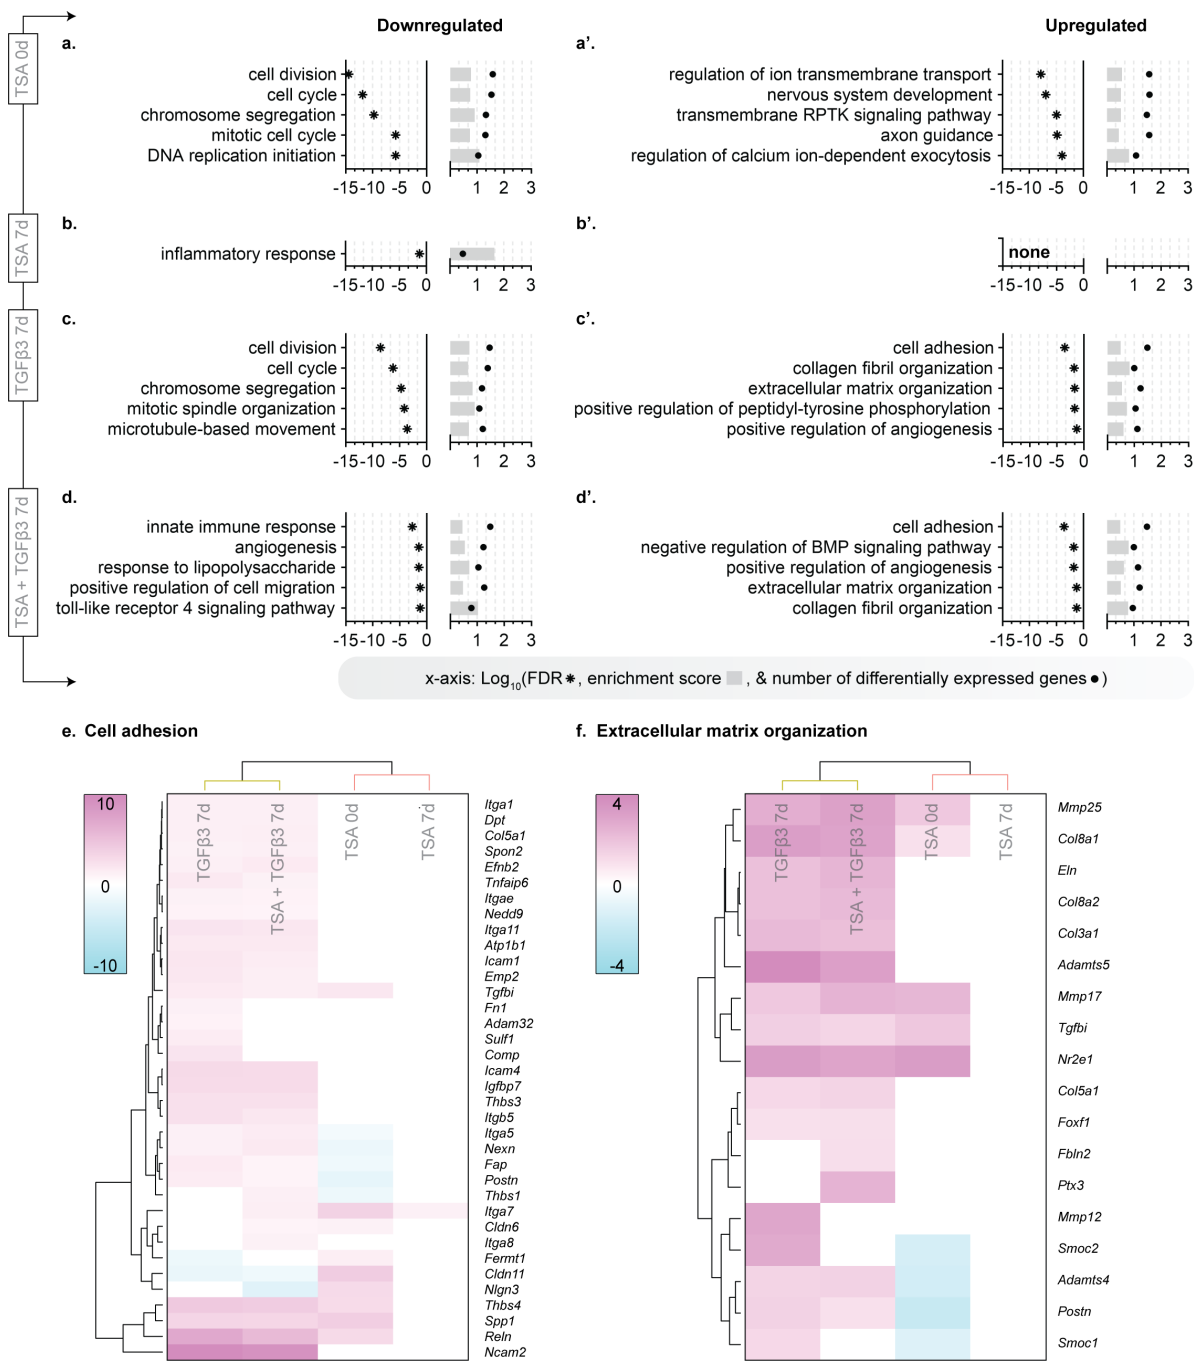 Downregulated
Upregulated
TSA 0d
a.
cell division
cell cycle
chromosome segregation
mitotic cell cycle
DNA replication initiation
-15 -10 -5 0
1 2 3
a'.
regulation of ion transmembrane transport
nervous system development
transmembrane RPTK signaling pathway
axon guidance
regulation of calcium ion-dependent exocytosis
-15 -10 -5 0
1 2 3
TSA 7d
b.
inflammatory response
-15 -10 -5 0
1 2 3
b'.
none
-15 -10 -5 0
1 2 3
TGFβ3 7d
c.
cell division
cell cycle
chromosome segregation
mitotic spindle organization
microtubule-based movement
-15 -10 -5 0
1 2 3
c'.
cell adhesion
collagen fibril organization
extracellular matrix organization
positive regulation of peptidyl-tyrosine phosphorylation
positive regulation of angiogenesis
-15 -10 -5 0
1 2 3
TSA + TGFβ3 7d
d.
innate immune response
angiogenesis
response to lipopolysaccharide
positive regulation of cell migration
toll-like receptor 4 signaling pathway
-15 -10 -5 0
1 2 3
d'.
cell adhesion
negative regulation of BMP signaling pathway
positive regulation of angiogenesis
extracellular matrix organization
collagen fibril organization
-15 -10 -5 0
1 2 3
x-axis: Log10(FDR✱, enrichment score , & number of differentially expressed genes ●)
e. Cell adhesion
10
0
-10
TGFβ3 7d
TSA + TGFβ3 7d
TSA 0d
TSA 7d
Itga1
Dpt
Col5a1
Spon2
Efnb2
Tnfaip6
Itgae
Nedd9
Itga11
Atp1b1
Icam1
Emp2
Tgfbi
Fn1
Adam32
Sulf1
Comp
Icam4
Igfbp7
Thbs3
Itgb5
Itga5
Nexn
Fap
Postn
Thbs1
Itga7
Cldn6
Itga8
Fermt1
Cldn11
Nlgn3
Thbs4
Spp1
Reln
Ncam2
f. Extracellular matrix organization
4
0
-4
TGFβ3 7d
TSA + TGFβ3 7d
TSA 0d
TSA 7d
Mmp25
Col8a1
Eln
Col8a2
Col3a1
Adamts5
Mmp17
Tgfbi
Nr2e1
Col5a1
Foxf1
Fbln2
Ptx3
Mmp12
Smoc2
Adamts4
Postn
Smoc1